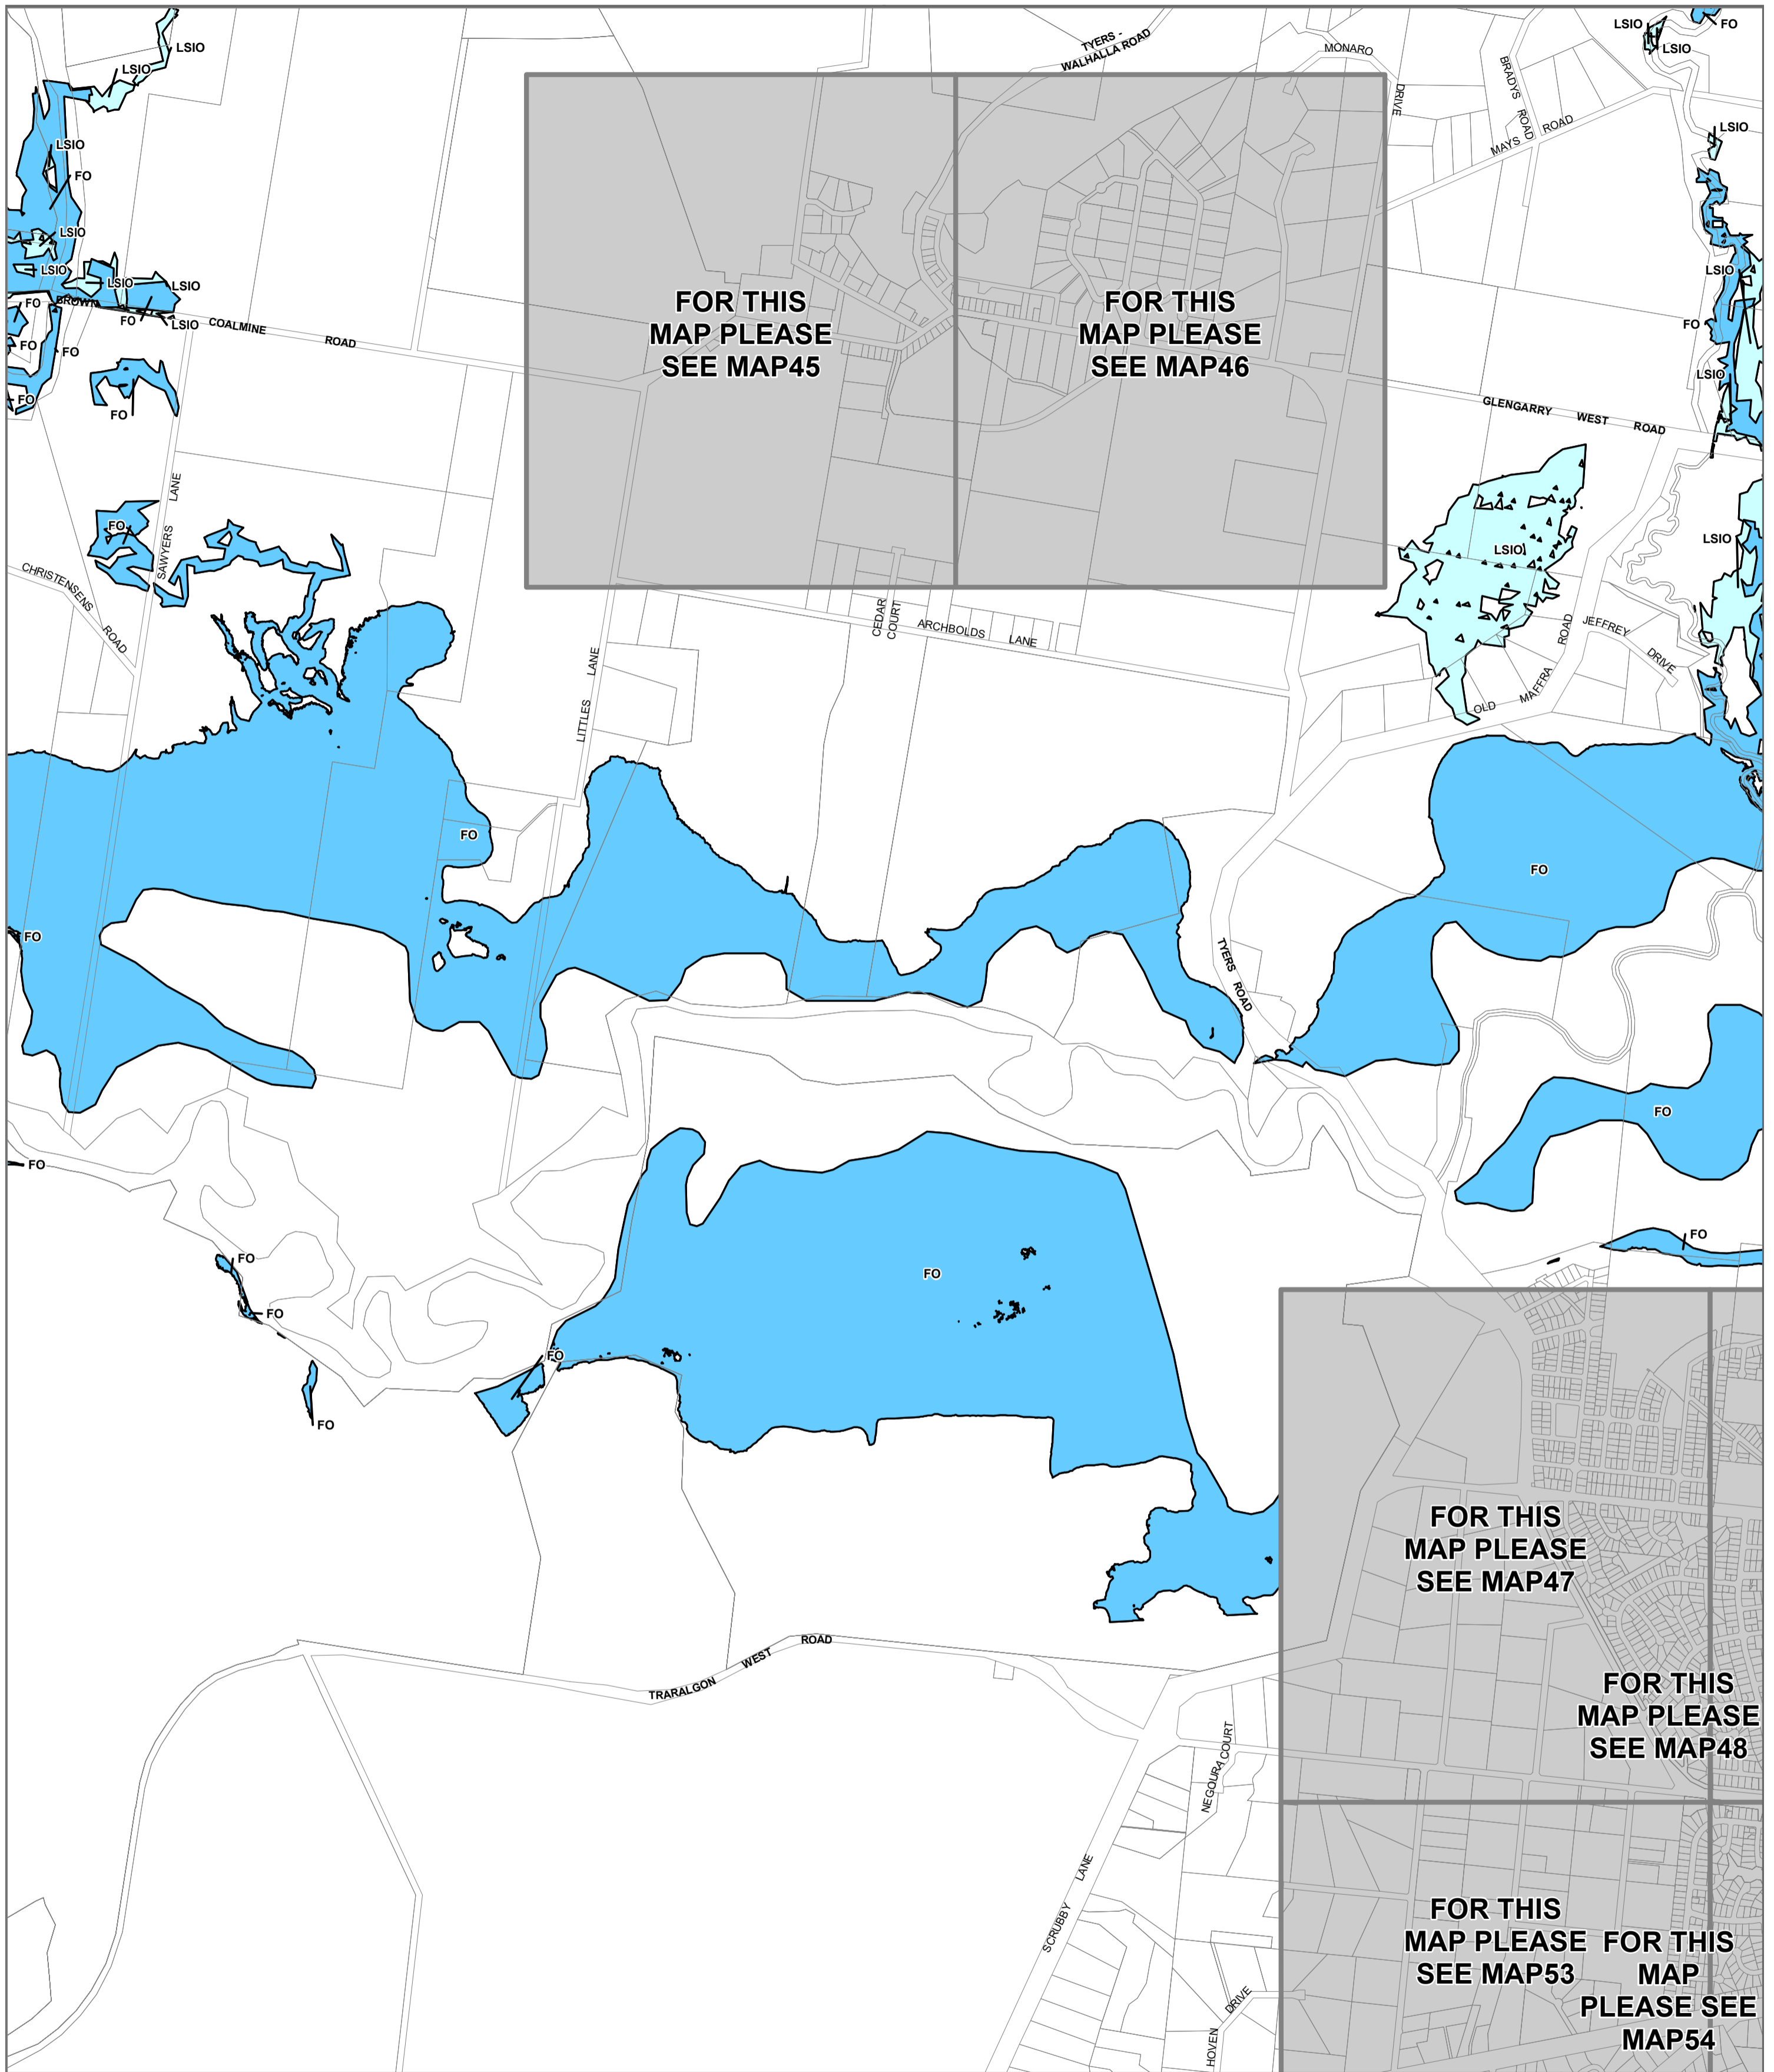 LSIO
TYERS -
WALHALLA ROAD
MONARO
DRIVE
BRADYS ROAD
MAYS ROAD
LSIO
FO
LSIO
LSIO
LSIO
LSIO
FO
LSIO
LSIO
LSIO
LSIO
LSIO
FO
BROWN COALMINE ROAD
FO
LSIO
FO
FO
FO
FO
FOR THIS
MAP PLEASE
SEE MAP45
FOR THIS
MAP PLEASE
SEE MAP46
LSIO
FO
LSIO
GLENGARRY WEST ROAD
SAWYERS LANE
FO
CHRISTENSENS ROAD
LSIO
LSIO
CEDAR
COURT
ARCHBOLDS LANE
LITTLES LANE
JEFFREY DRIVE
OLD MAFFRA ROAD
FO
FO
FO
TYERS ROAD
FO
FO
FO
FO
FO
FO
FO
FO
FOR THIS
MAP PLEASE
SEE MAP47
TRARALGON WEST ROAD
FOR THIS
MAP PLEASE
SEE MAP48
NEGOURA COURT
SCRUBBY LANE
HOVEN DRIVE
FOR THIS
MAP PLEASE
SEE MAP53
FOR THIS
MAP
PLEASE SEE
MAP54